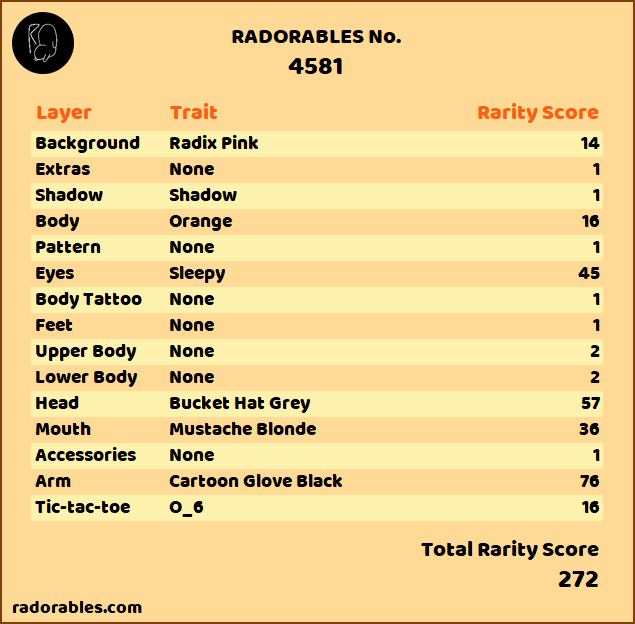 RADORABLES No.
4581
Layer Trait Rarity Score
Background Radix Pink 14
Extras None 1
Shadow Shadow 1
Body Orange 16
Pattern None 1
Eyes Sleepy 45
Body Tattoo None 1
Feet None 1
Upper Body None 2
Lower Body None 2
Head Bucket Hat Grey 57
Mouth Mustache Blonde 36
Accessories None 1
Arm Cartoon Glove Black 76
Tic-tac-toe O_6 16
Total Rarity Score
272
radorables.com